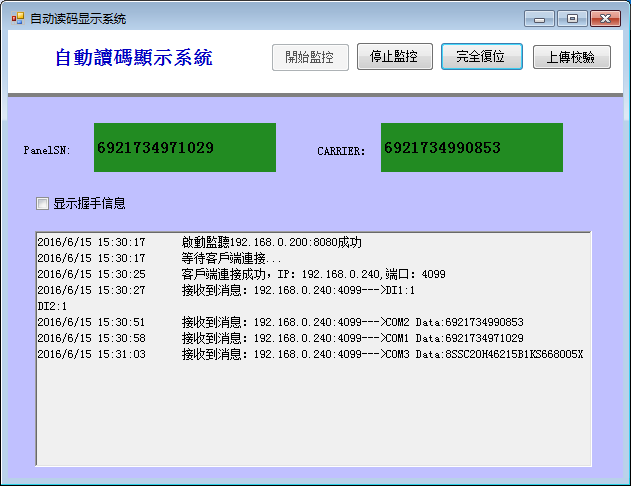 自动读码显示系统
自動讀碼顯示系統
開始監控
停止監控
完全復位
上傳校驗
PanelSN:
6921734971029
CARRIER:
6921734990853
显示握手信息
2016/6/15 15:30:17 啟動監聽192.168.0.200:8080成功
2016/6/15 15:30:17 等待客戶端連接...
2016/6/15 15:30:25 客戶端連接成功，IP：192.168.0.240,端口：4099
2016/6/15 15:30:27 接收到消息：192.168.0.240:4099--->DI1:1
DI2:1
2016/6/15 15:30:51 接收到消息：192.168.0.240:4099--->COM2 Data:6921734990853
2016/6/15 15:30:58 接收到消息：192.168.0.240:4099--->COM1 Data:6921734971029
2016/6/15 15:31:03 接收到消息：192.168.0.240:4099--->COM3 Data:8SSC20H46215B1KS668005X